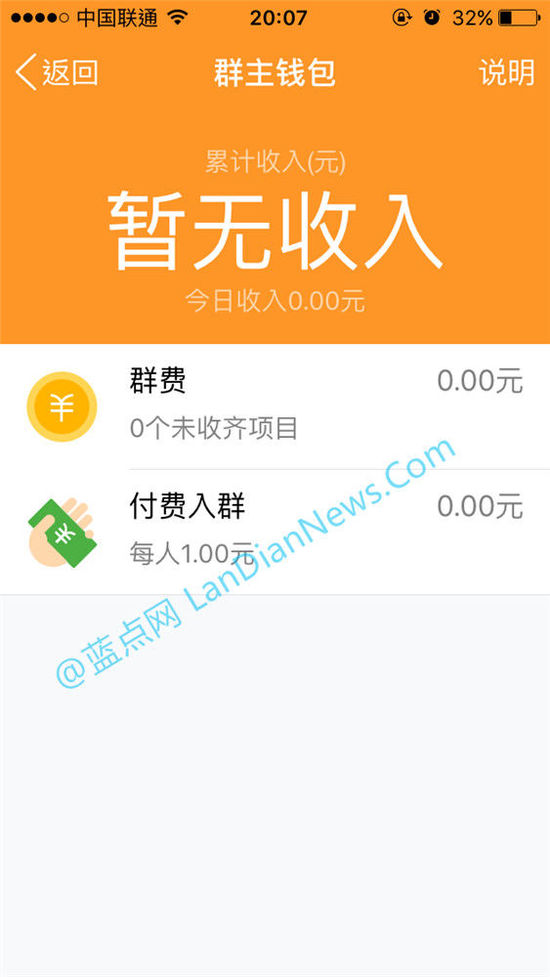 中国联通 20:07 32%
返回 群主钱包 说明
累计收入(元)
暂无收入
今日收入0.00元
群费 0.00元
0个未收齐项目
付费入群 0.00元
每人1.00元
@蓝点网 LanDianNews.Com